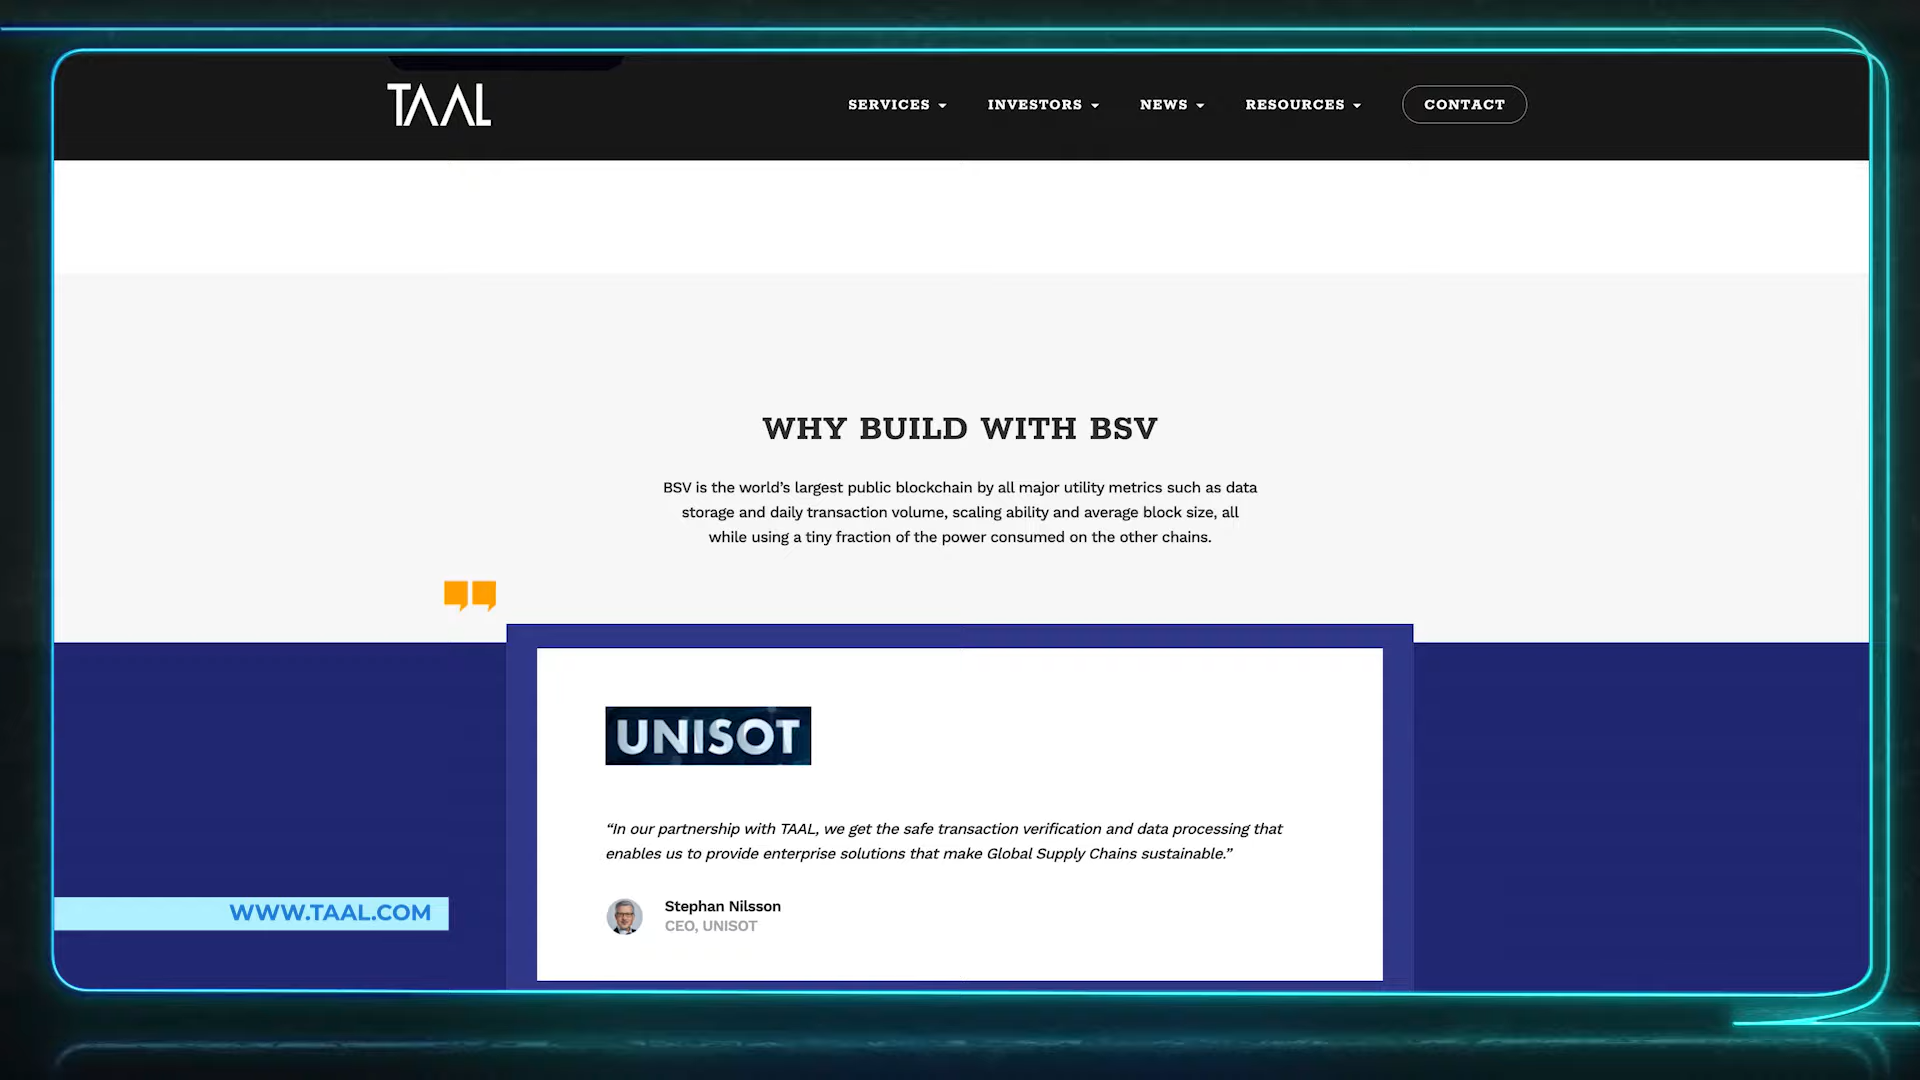 TAAL
SERVICES
INVESTORS
NEWS
RESOURCES
CONTACT
WHY BUILD WITH BSV
BSV is the world’s largest public blockchain by all major utility metrics such as data
storage and daily transaction volume, scaling ability and average block size, all
while using a tiny fraction of the power consumed on the other chains.
UNISOT
“In our partnership with TAAL, we get the safe transaction verification and data processing that
enables us to provide enterprise solutions that make Global Supply Chains sustainable.”
Stephan Nilsson
CEO, UNISOT
WWW.TAAL.COM